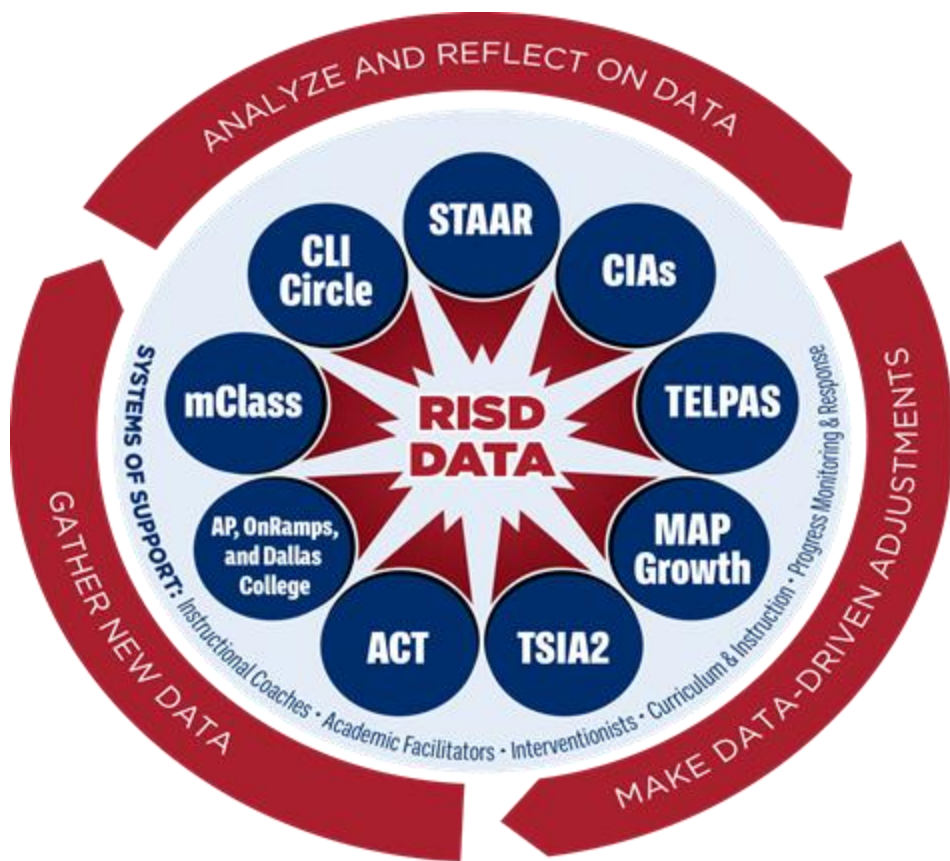 ANALYZE AND REFLECT ON DATA
STAAR
CLI
Circle
CIAs
mClass
TELPAS
RISD
DATA
AP, OnRamps,
and Dallas
College
MAP
Growth
ACT
TSIA2
SYSTEMS OF SUPPORT: Instructional Coaches • Academic Facilitators • Interventionists • Curriculum & Instruction • Progress Monitoring & Response
MAKE DATA-DRIVEN ADJUSTMENTS
GATHER NEW DATA